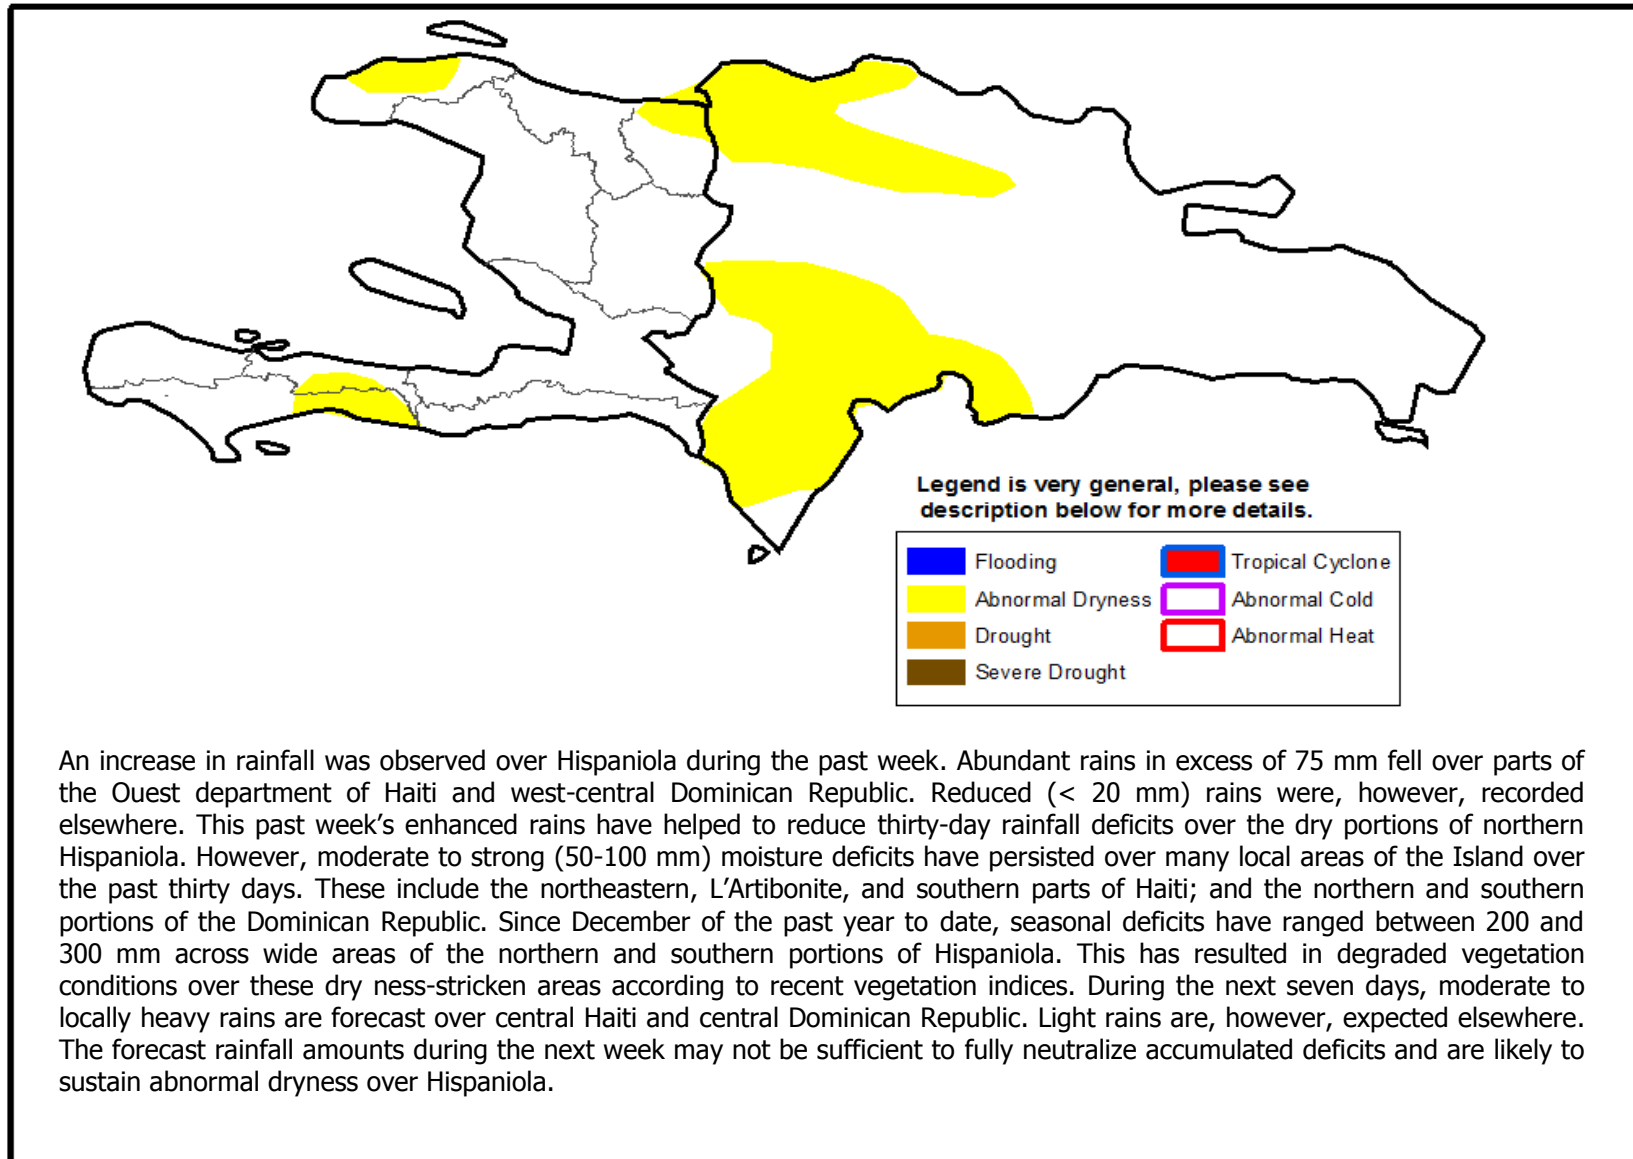 Legend is very general, please see
description below for more details.
Flooding
Tropical Cyclone
Abnormal Dryness
Abnormal Cold
Drought
Abnormal Heat
Severe Drought
An increase in rainfall was observed over Hispaniola during the past week. Abundant rains in excess of 75 mm fell over parts of
the Ouest department of Haiti and west-central Dominican Republic. Reduced (< 20 mm) rains were, however, recorded
elsewhere. This past week’s enhanced rains have helped to reduce thirty-day rainfall deficits over the dry portions of northern
Hispaniola. However, moderate to strong (50-100 mm) moisture deficits have persisted over many local areas of the Island over
the past thirty days. These include the northeastern, L’Artibonite, and southern parts of Haiti; and the northern and southern
portions of the Dominican Republic. Since December of the past year to date, seasonal deficits have ranged between 200 and
300 mm across wide areas of the northern and southern portions of Hispaniola. This has resulted in degraded vegetation
conditions over these dry ness-stricken areas according to recent vegetation indices. During the next seven days, moderate to
locally heavy rains are forecast over central Haiti and central Dominican Republic. Light rains are, however, expected elsewhere.
The forecast rainfall amounts during the next week may not be sufficient to fully neutralize accumulated deficits and are likely to
sustain abnormal dryness over Hispaniola.